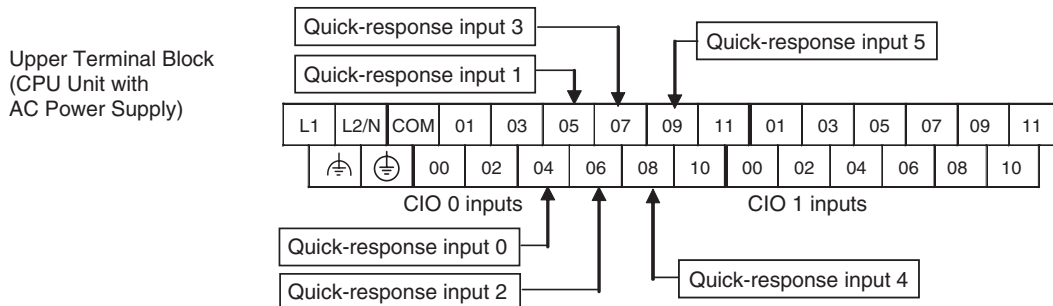 Upper Terminal Block
(CPU Unit with
AC Power Supply)
Quick-response input 3
Quick-response input 5
Quick-response input 1
L1 L2/N COM 01 03 05 07 09 11 01 03 05 07 09 11
00 02 04 06 08 10 00 02 04 06 08 10
CIO 0 inputs
CIO 1 inputs
Quick-response input 0
Quick-response input 2
Quick-response input 4